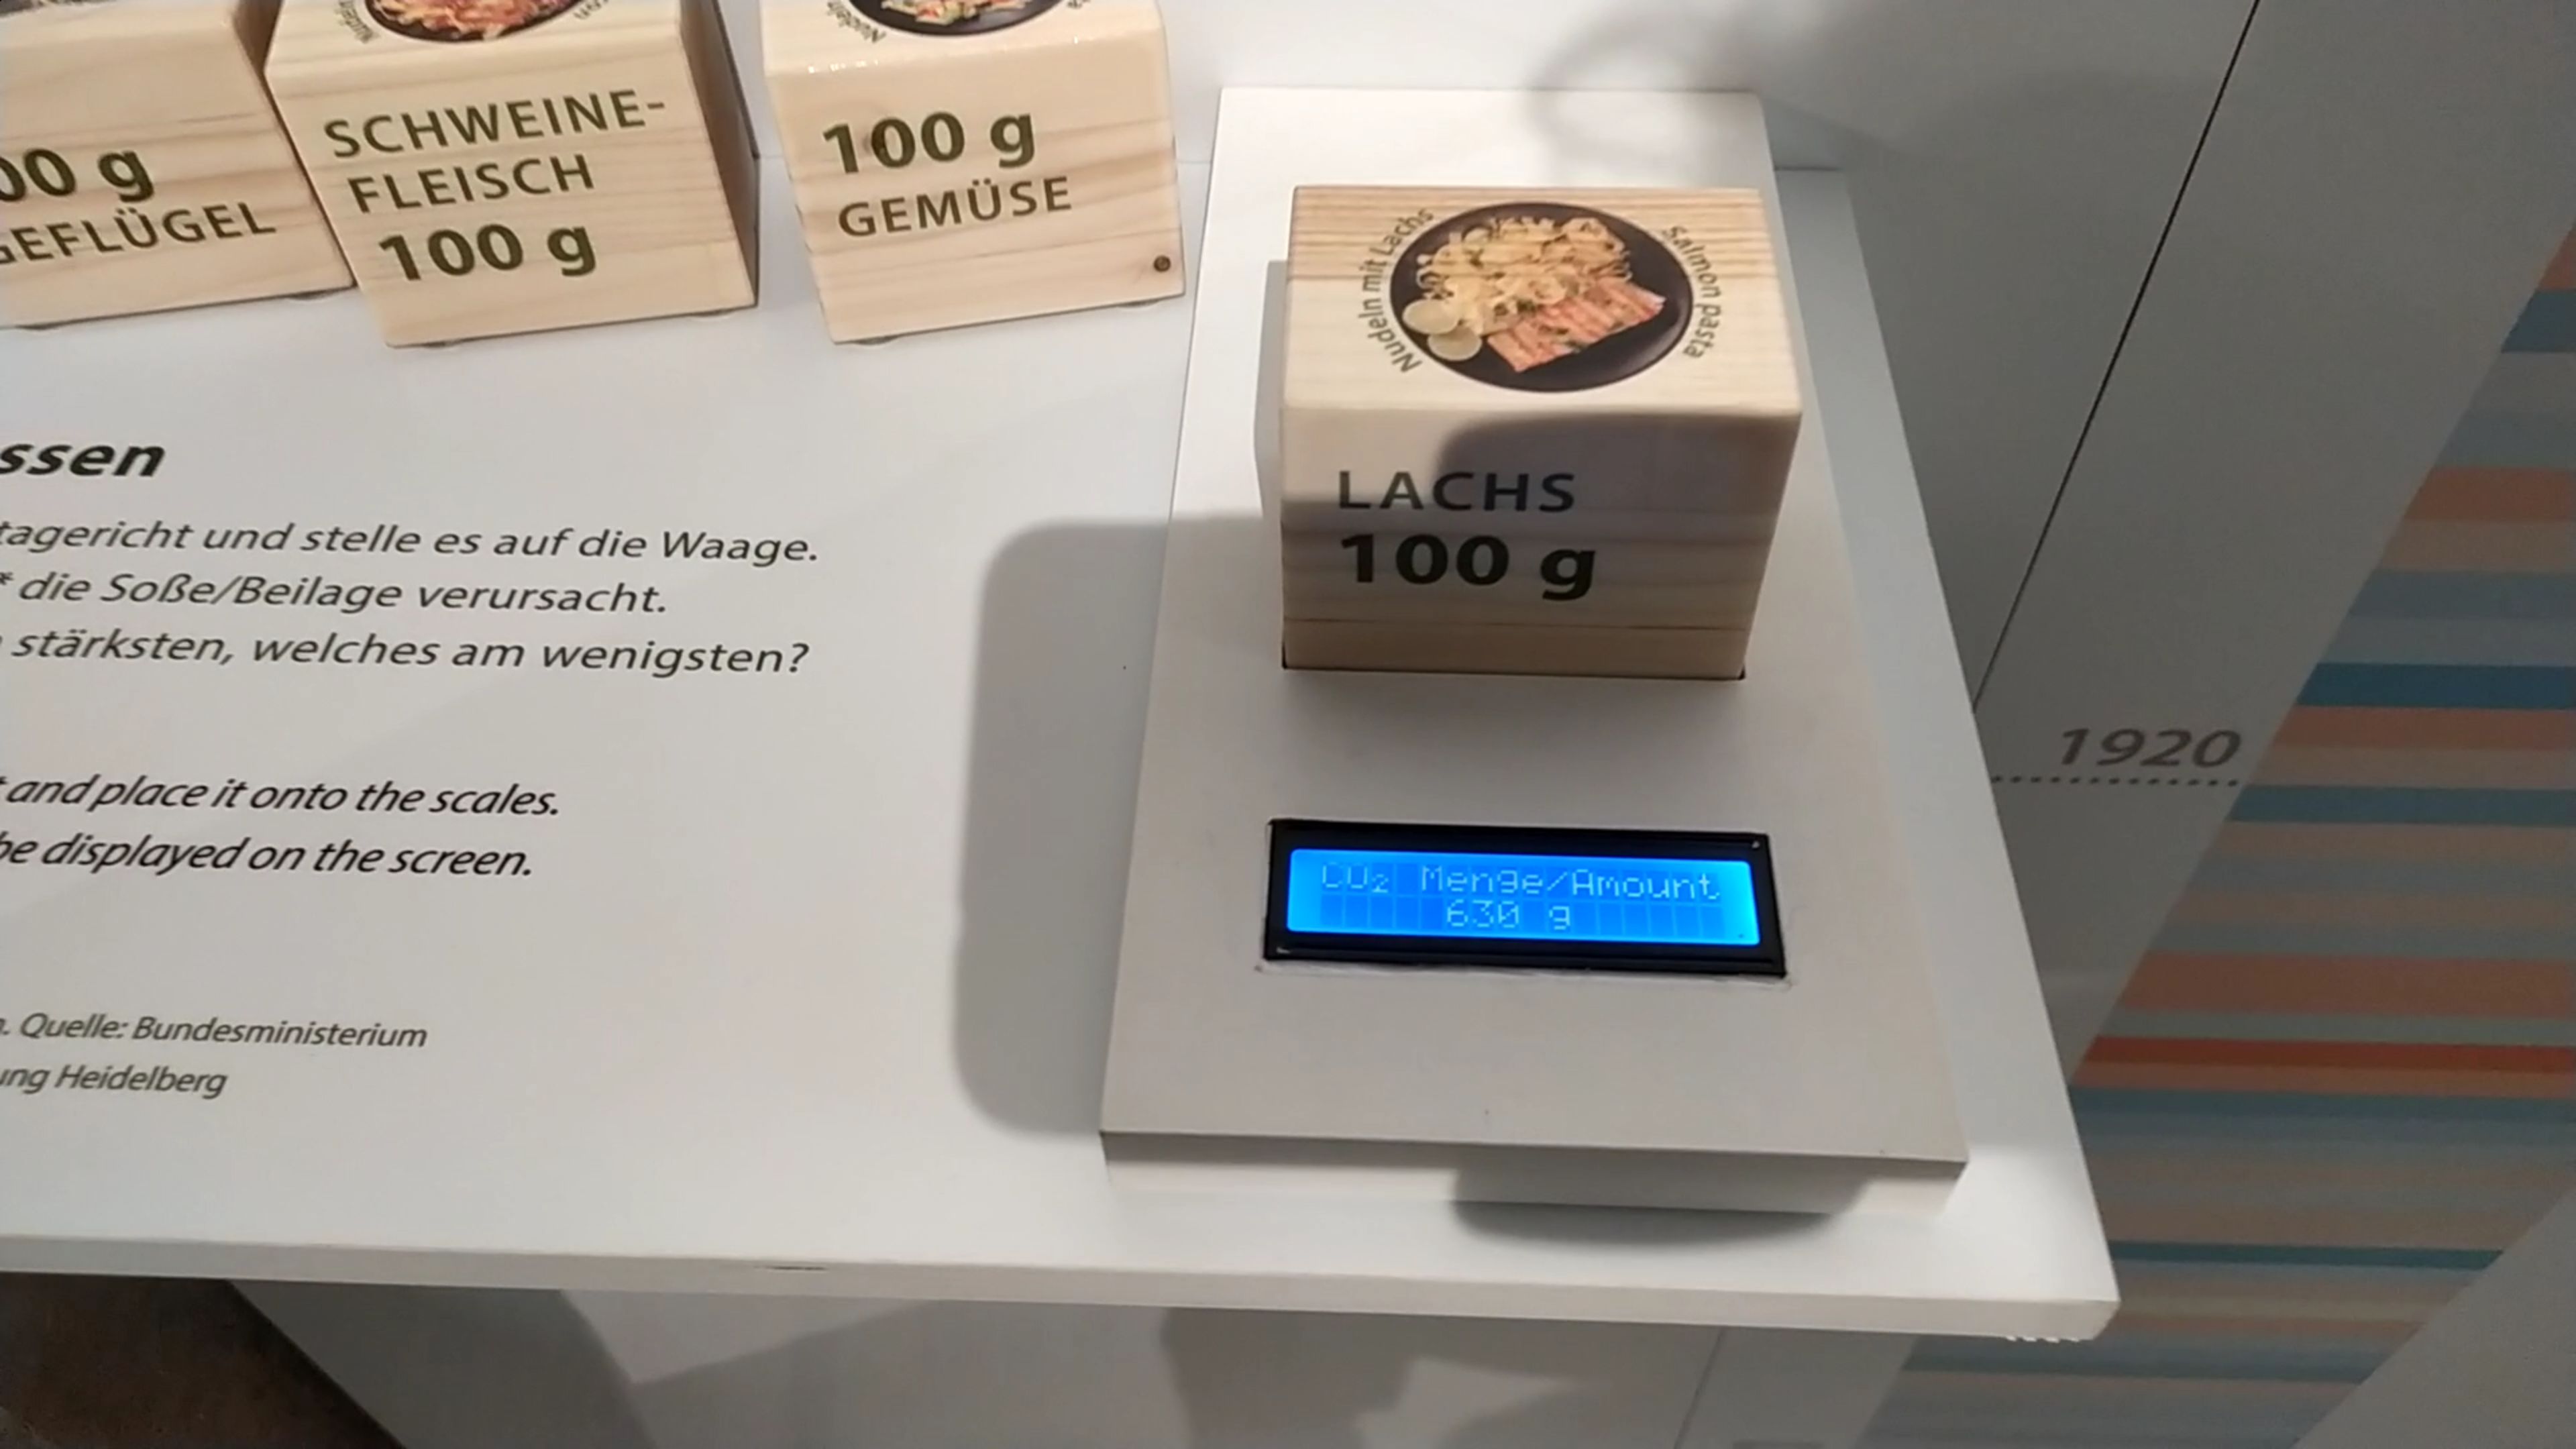 00 g
GEFLÜGEL
SCHWEINE-
FLEISCH
100 g
100 g
GEMÜSE
Nudeln mit Lachs
Salmon pasta
LACHS
100 g
ssen
tagericht und stelle es auf die Waage.
* die Soße/Beilage verursacht.
stärksten, welches am wenigsten?
and place it onto the scales.
be displayed on the screen.
. Quelle: Bundesministerium
ung Heidelberg
CO₂ Menge/Amount
630 g
1920